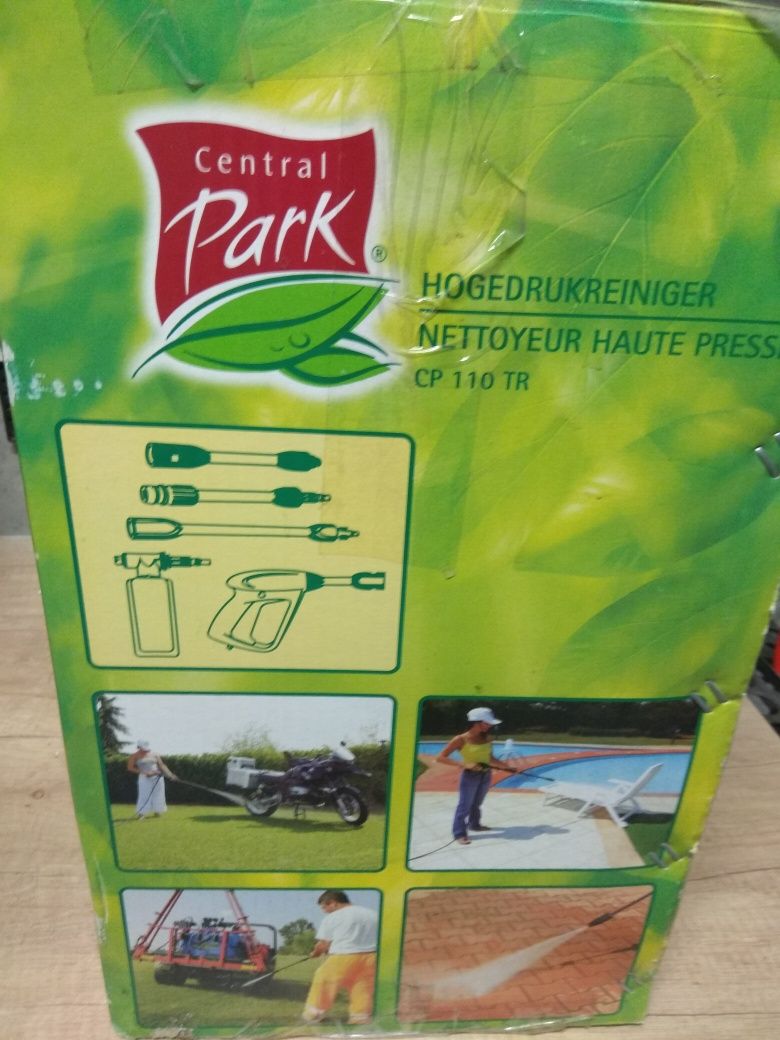 Central
Park
®
HOGEDRUKREINIGER
NETTOYEUR HAUTE PRESS
CP 110 TR